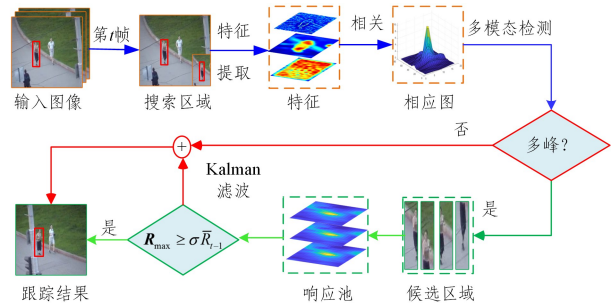 第t帧
特征
提取
相关
多模态检测
输入图像
搜索区域
特征
相应图
否
多峰?
+
Kalman
滤波
是
是
R_max ≥ σR̅_{t-1}
跟踪结果
响应池
候选区域